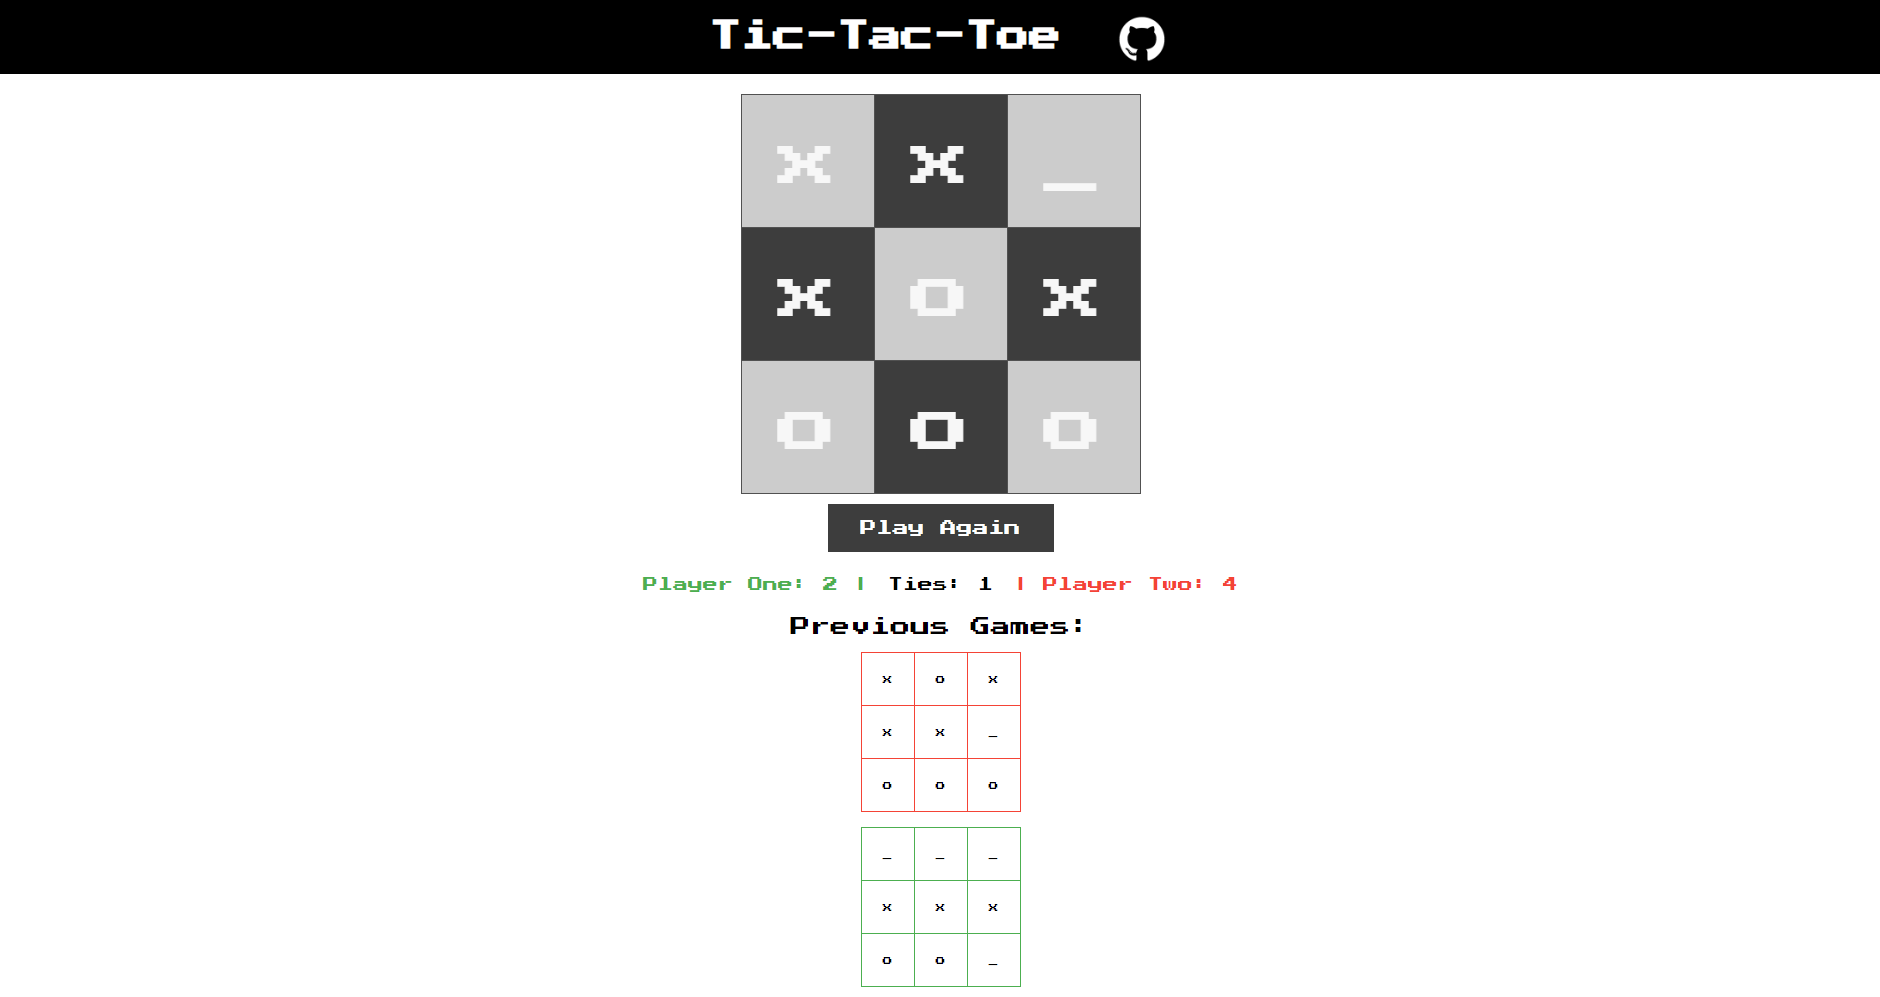 Tic-Tac-Toe
x x _
x o x
o o o
Play Again
Player One: 2 | Ties: 1 | Player Two: 4
Previous Games:
x o x
x x _
o o o
_ _ _
x x x
o o _